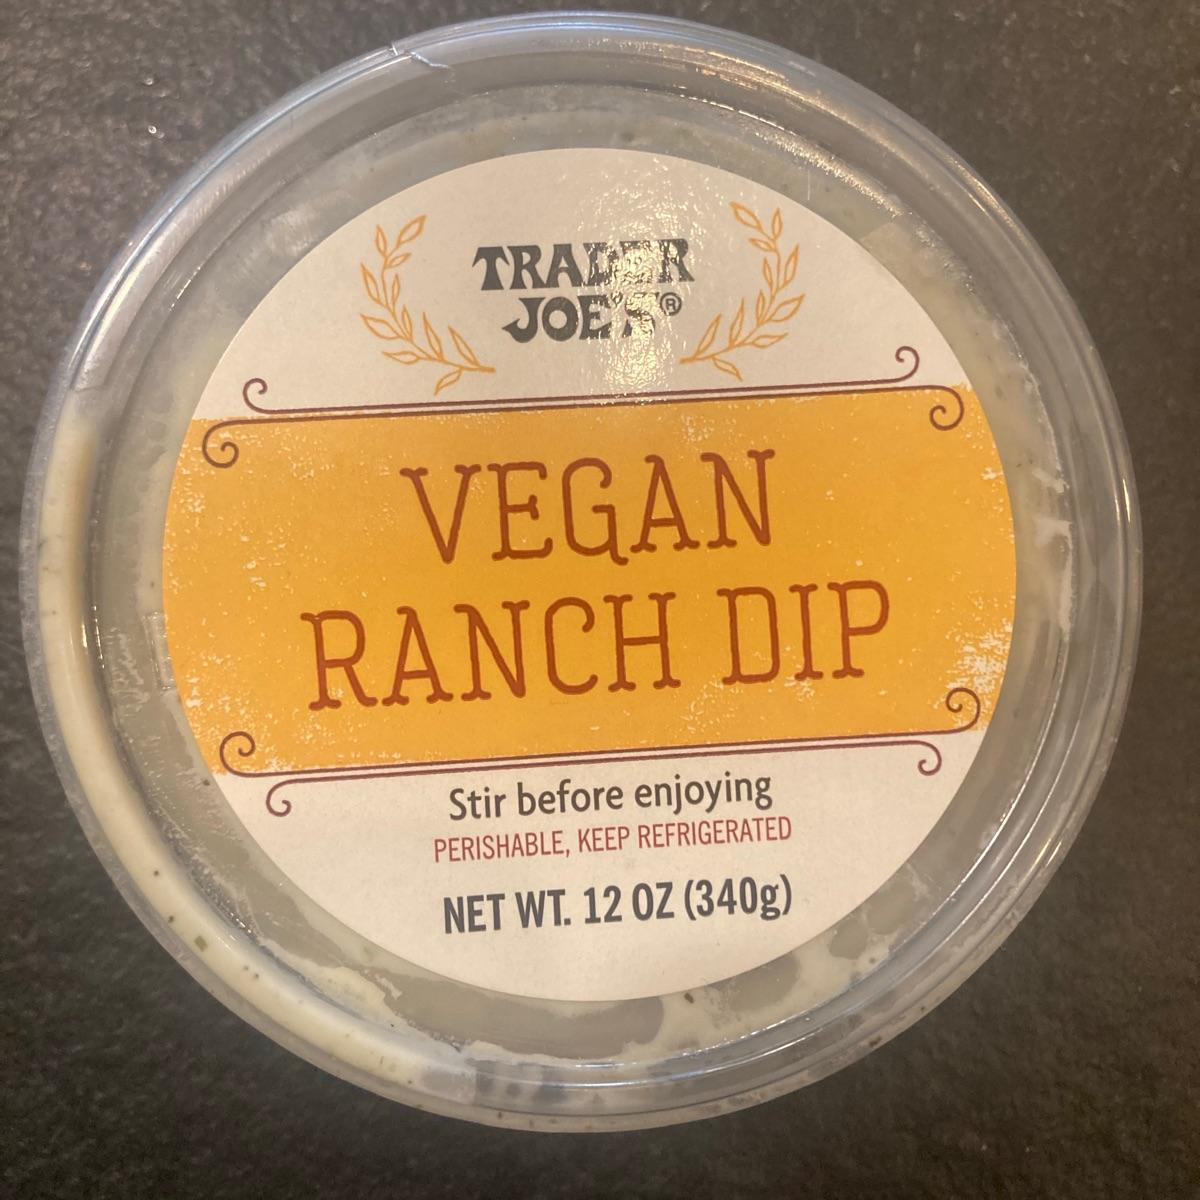 TRADER
JOE'S®
VEGAN
RANCH DIP
Stir before enjoying
PERISHABLE, KEEP REFRIGERATED
NET WT. 12 OZ (340g)